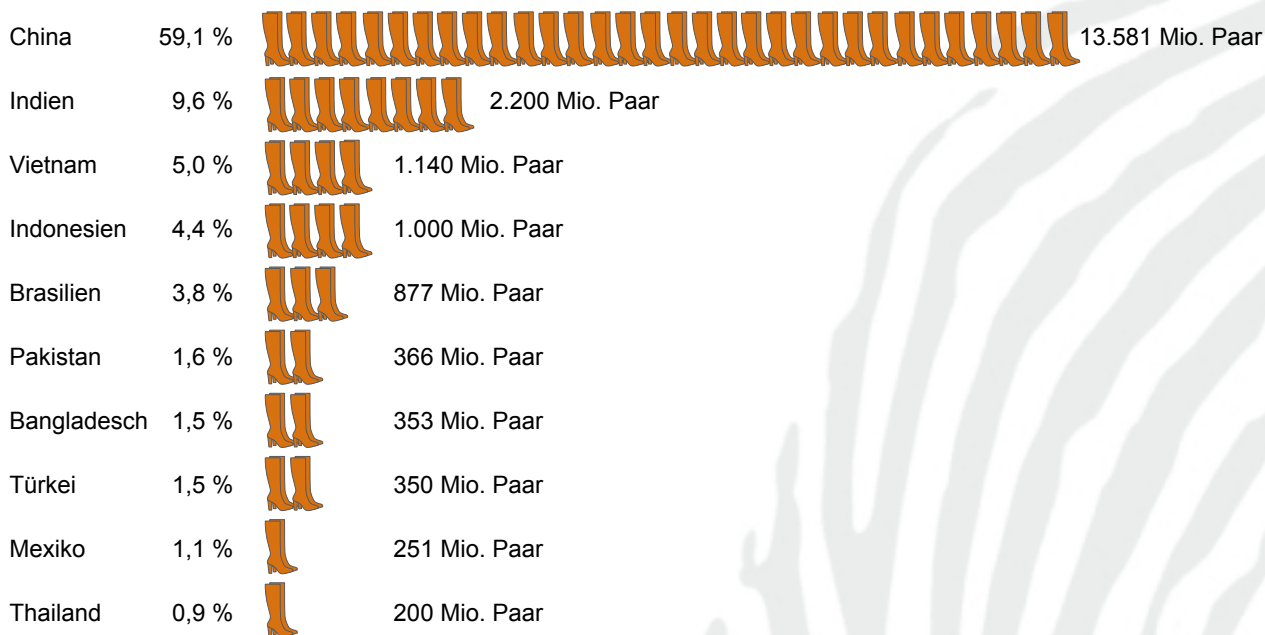 China 59,1 % 13.581 Mio. Paar
Indien 9,6 % 2.200 Mio. Paar
Vietnam 5,0 % 1.140 Mio. Paar
Indonesien 4,4 % 1.000 Mio. Paar
Brasilien 3,8 % 877 Mio. Paar
Pakistan 1,6 % 366 Mio. Paar
Bangladesch 1,5 % 353 Mio. Paar
Türkei 1,5 % 350 Mio. Paar
Mexiko 1,1 % 251 Mio. Paar
Thailand 0,9 % 200 Mio. Paar